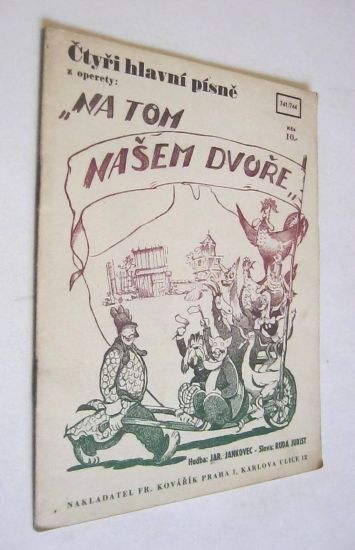 Čtyři hlavní písně
z operety:
741/744
Kčs
10,-
„NA TOM
NAŠEM DVOŘE„
Hudba: JAR. JANKOVEC - Slova: RUDA JURIST
NAKLADATEL FR. KOVÁŘÍK PRAHA I, KARLOVA ULICE 12